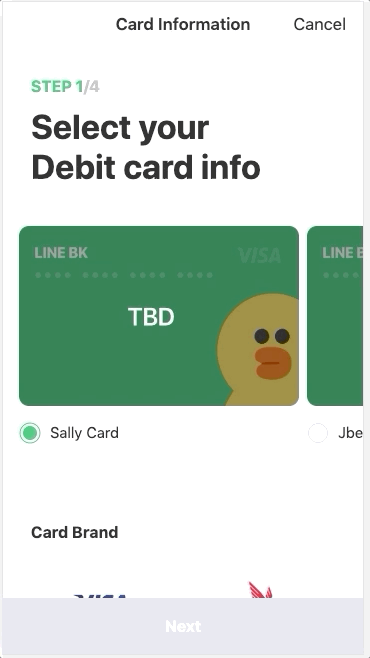 Card Information
Cancel
STEP 1/4
Select your
Debit card info
LINE BK
VISA
TBD
LINE B
Sally Card
Jbe
Card Brand
VISA
Next